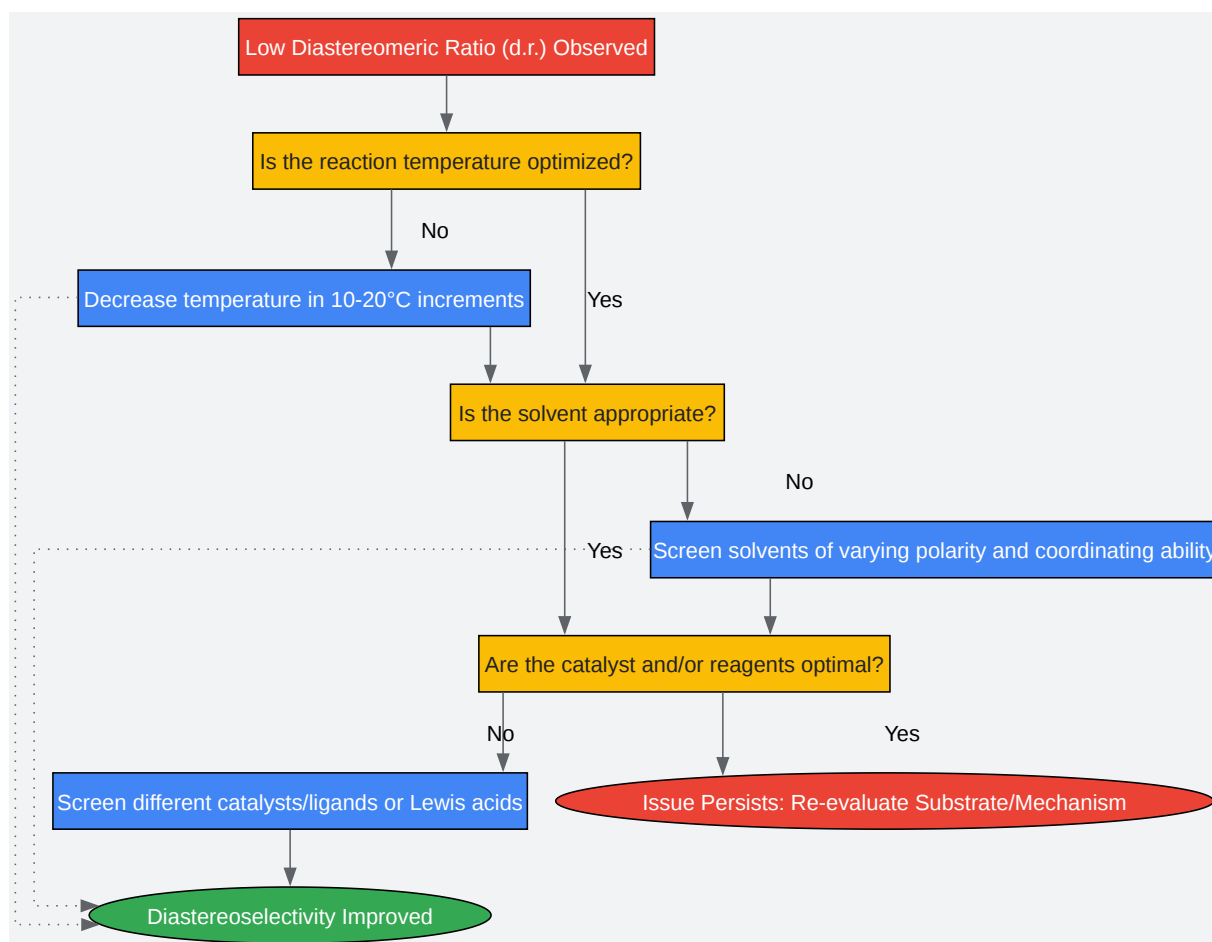 Low Diastereomeric Ratio (d.r.) Observed
Is the reaction temperature optimized?
No
Decrease temperature in 10-20°C increments
Yes
Is the solvent appropriate?
No
Yes
Screen solvents of varying polarity and coordinating ability
Are the catalyst and/or reagents optimal?
No
Yes
Screen different catalysts/ligands or Lewis acids
Issue Persists: Re-evaluate Substrate/Mechanism
Diastereoselectivity Improved